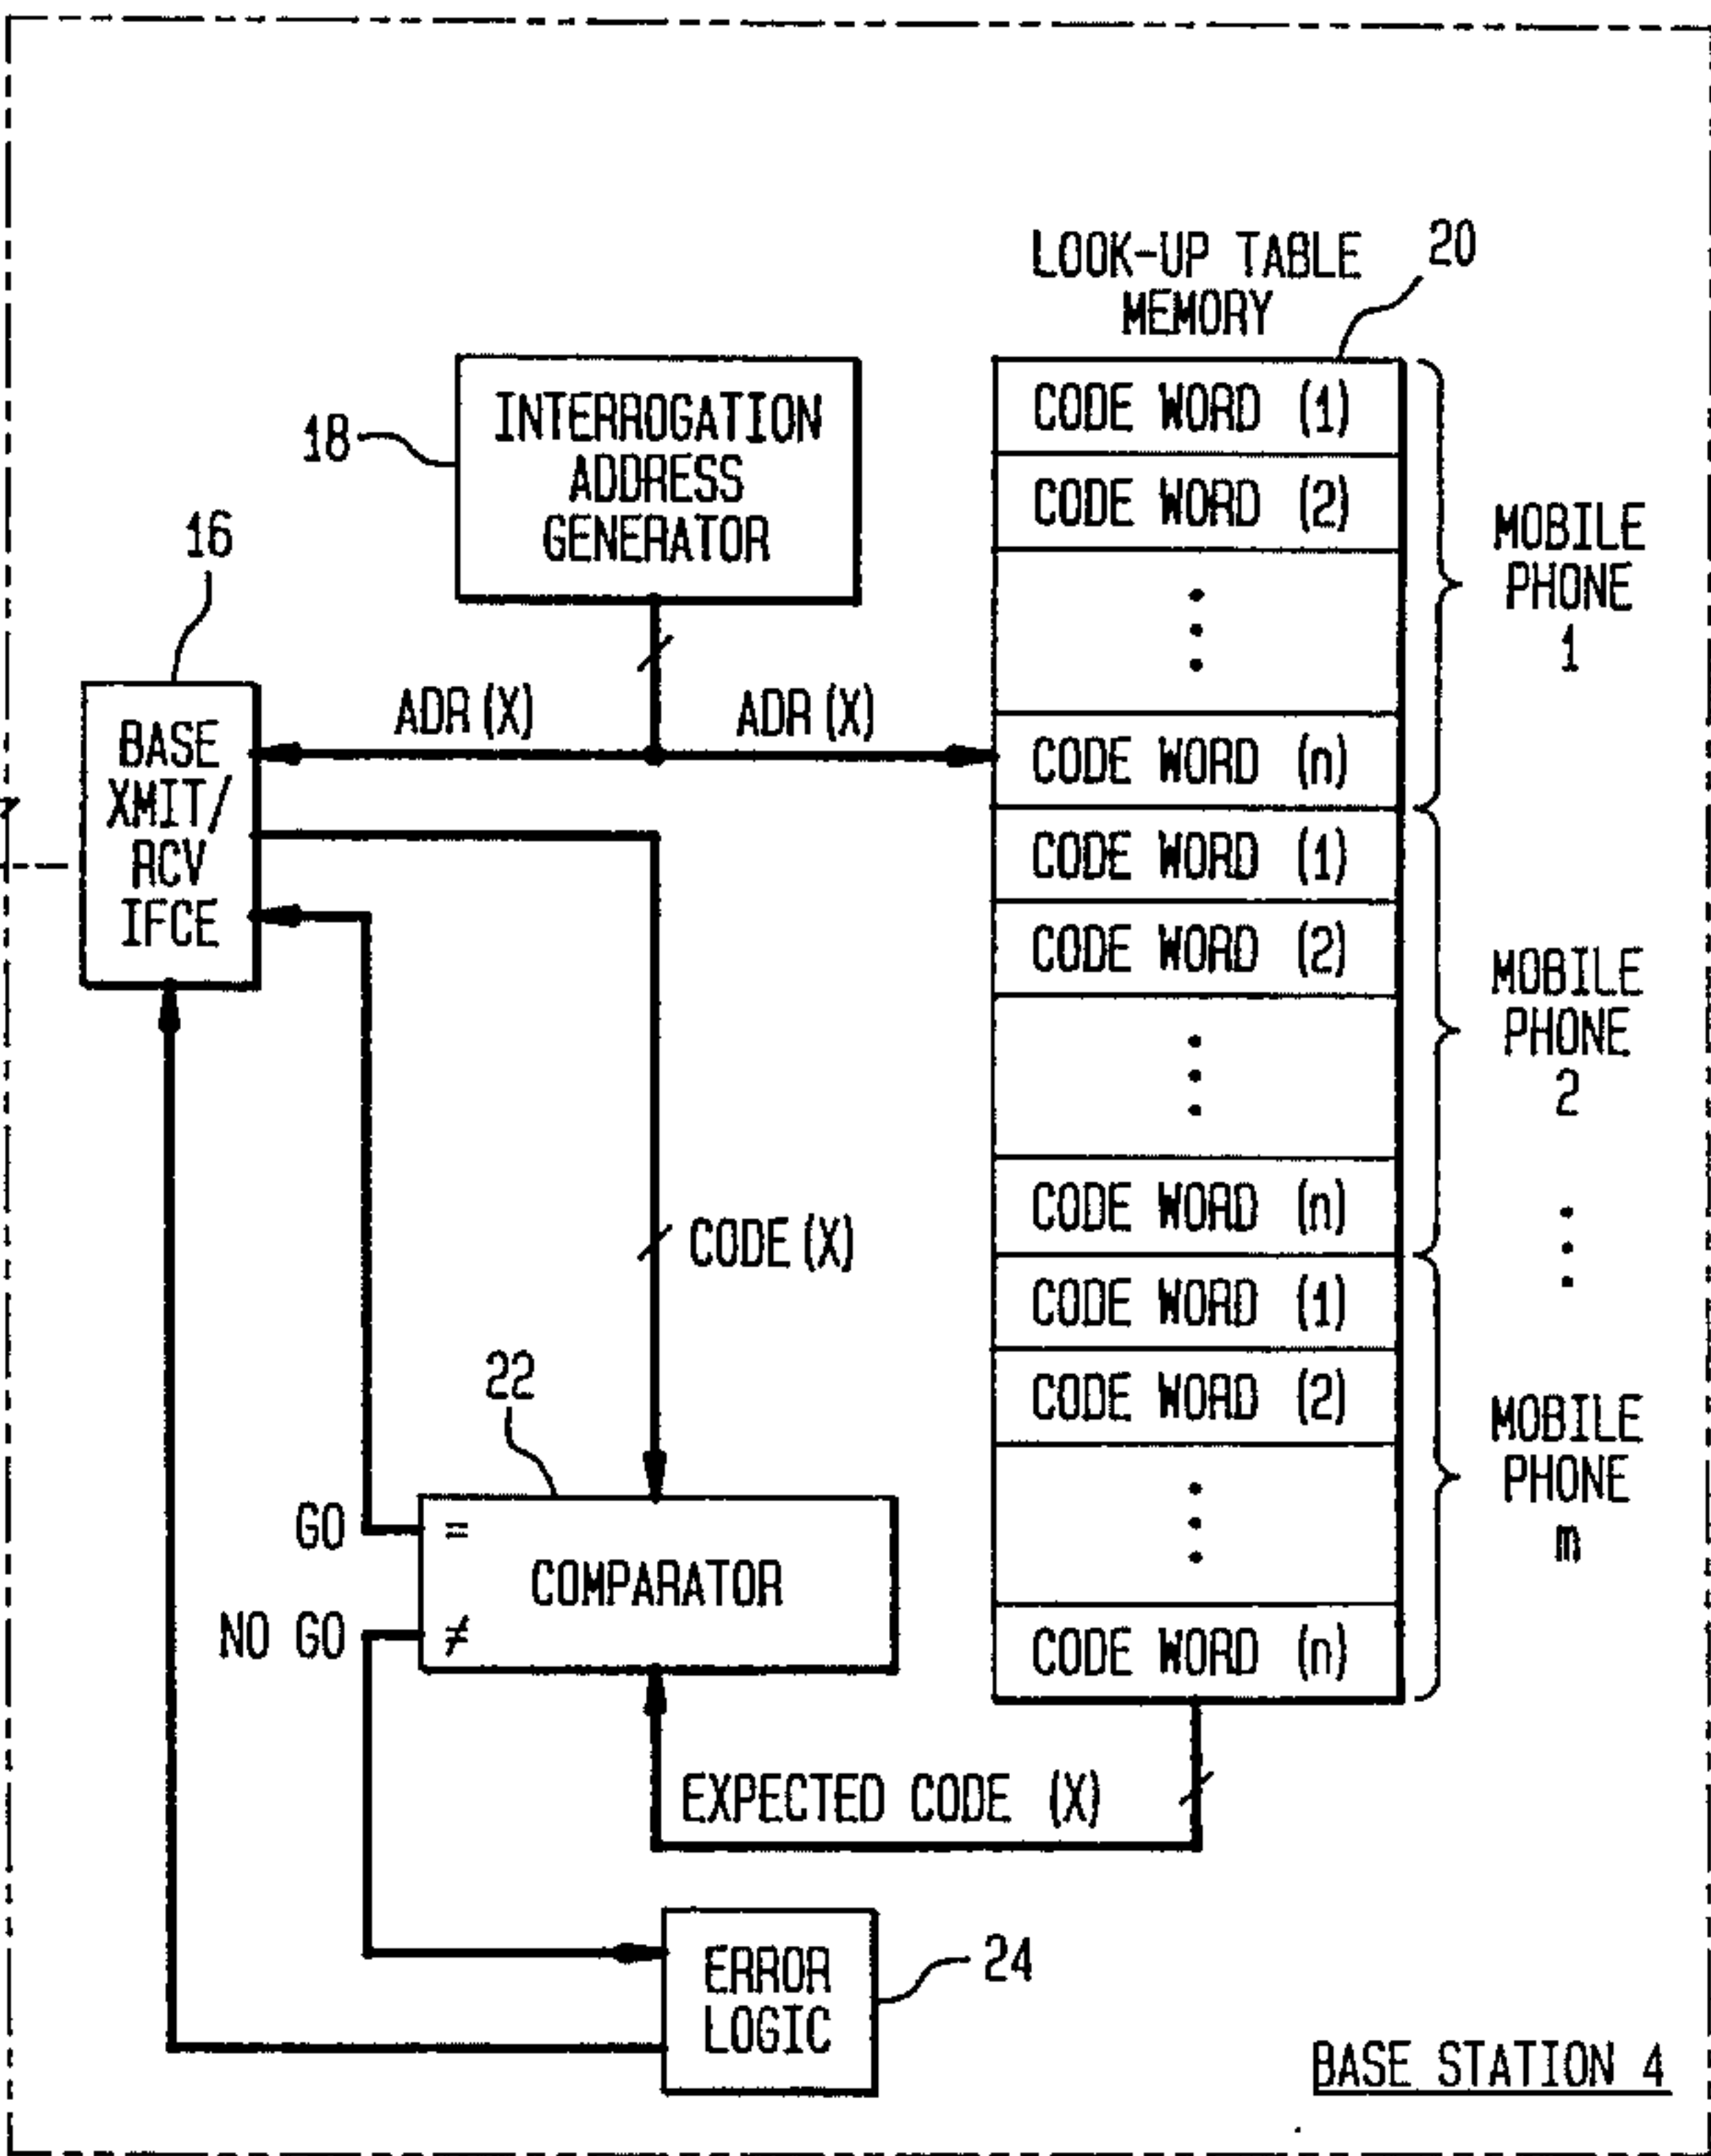 LOOK-UP TABLE
MEMORY
20
INTERROGATION
ADDRESS
GENERATOR
18
16
BASE
XMIT/
RCV
IFCE
ADR (X)
ADR (X)
CODE WORD (1)
CODE WORD (2)
CODE WORD (n)
MOBILE
PHONE
1
CODE WORD (1)
CODE WORD (2)
CODE WORD (n)
MOBILE
PHONE
2
CODE WORD (1)
CODE WORD (2)
CODE WORD (n)
MOBILE
PHONE
m
CODE (X)
22
GO =
COMPARATOR
NO GO ≠
EXPECTED CODE (X)
ERROR
LOGIC
24
BASE STATION 4